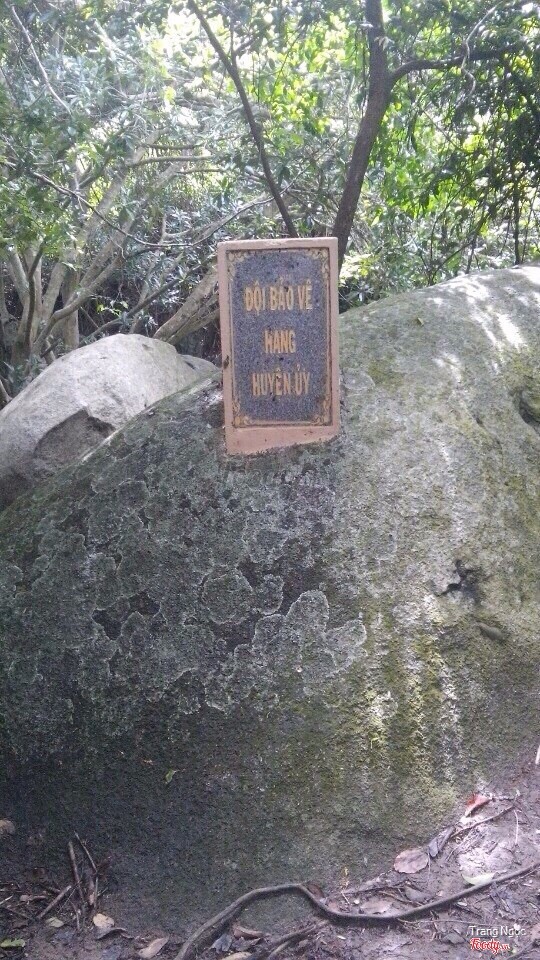 ĐỘI BẢO VỆ
HANG
HUYỆN ỦY
Trang Ngọc
Foody.vn